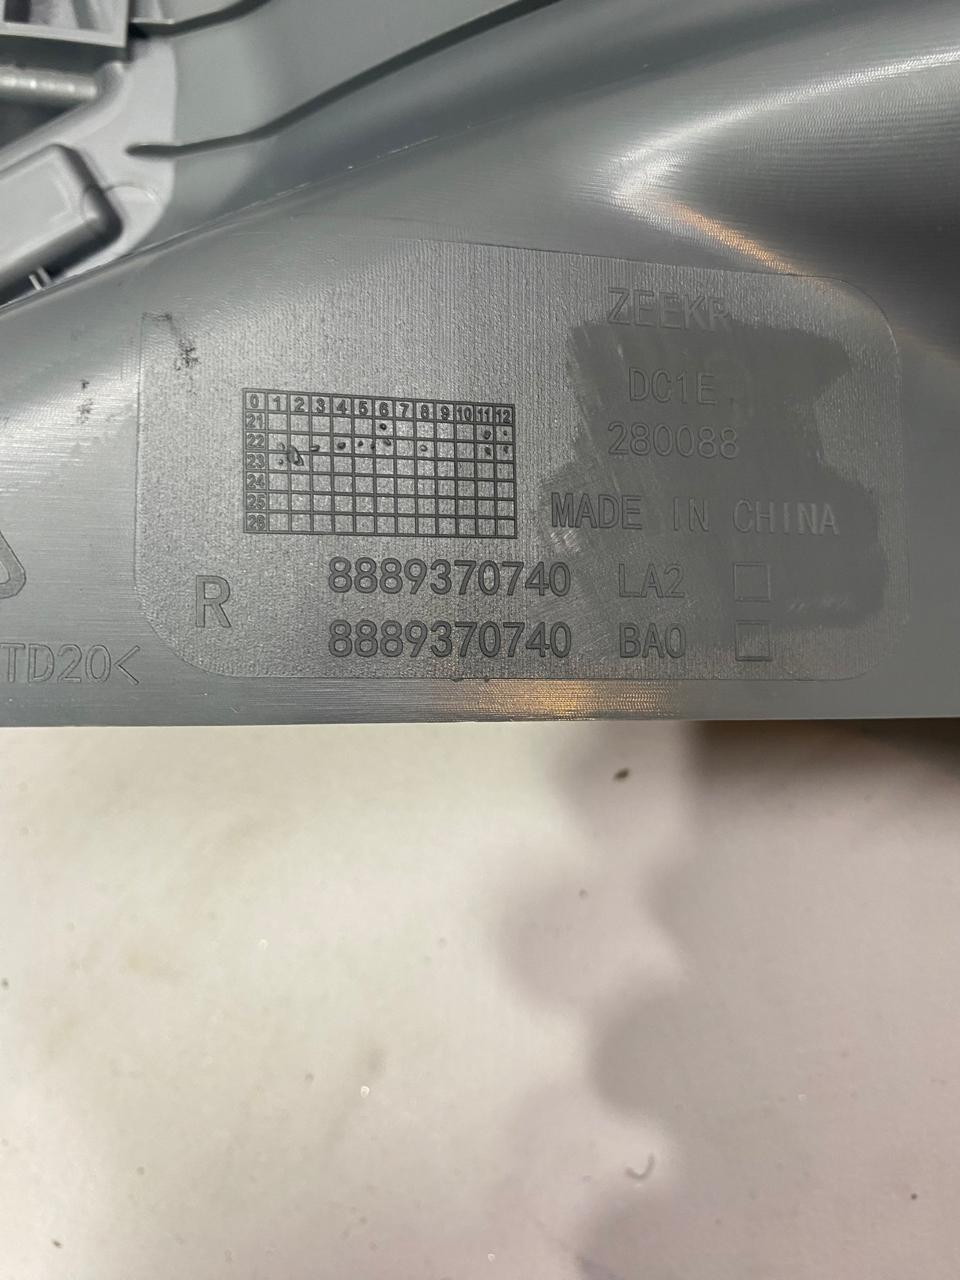 ZEEKR
DC1E
280088
MADE IN CHINA
0 1 2 3 4 5 6 7 8 9 10 11 12
21
22
23
24
25
26
R
8889370740 LA2
8889370740 BA0
TD20<